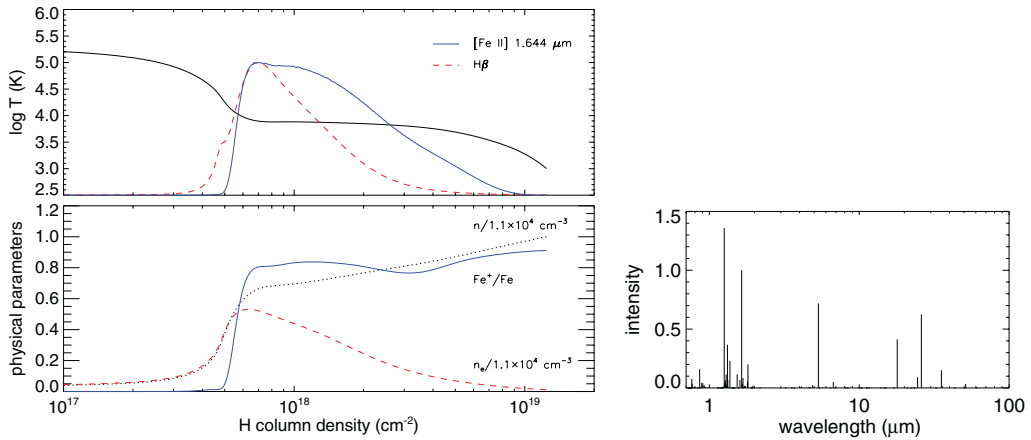 log T (K)
6.0
5.5
5.0
4.5
4.0
3.5
3.0
2.5
[Fe II] 1.644 μm
Hβ
physical parameters
1.2
1.0
0.8
0.6
0.4
0.2
0.0
n/1.1×10⁴ cm⁻³
Fe⁺/Fe
nₑ/1.1×10⁴ cm⁻³
10¹⁷
10¹⁸
10¹⁹
H column density (cm⁻²)
intensity
1.5
1.0
0.5
0.0
1
10
100
wavelength (μm)